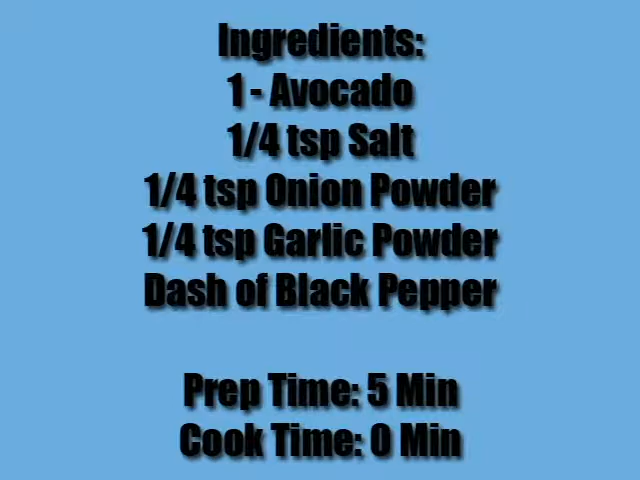 Ingredients:
1 - Avocado
1/4 tsp Salt
1/4 tsp Onion Powder
1/4 tsp Garlic Powder
Dash of Black Pepper
Prep Time: 5 Min
Cook Time: 0 Min